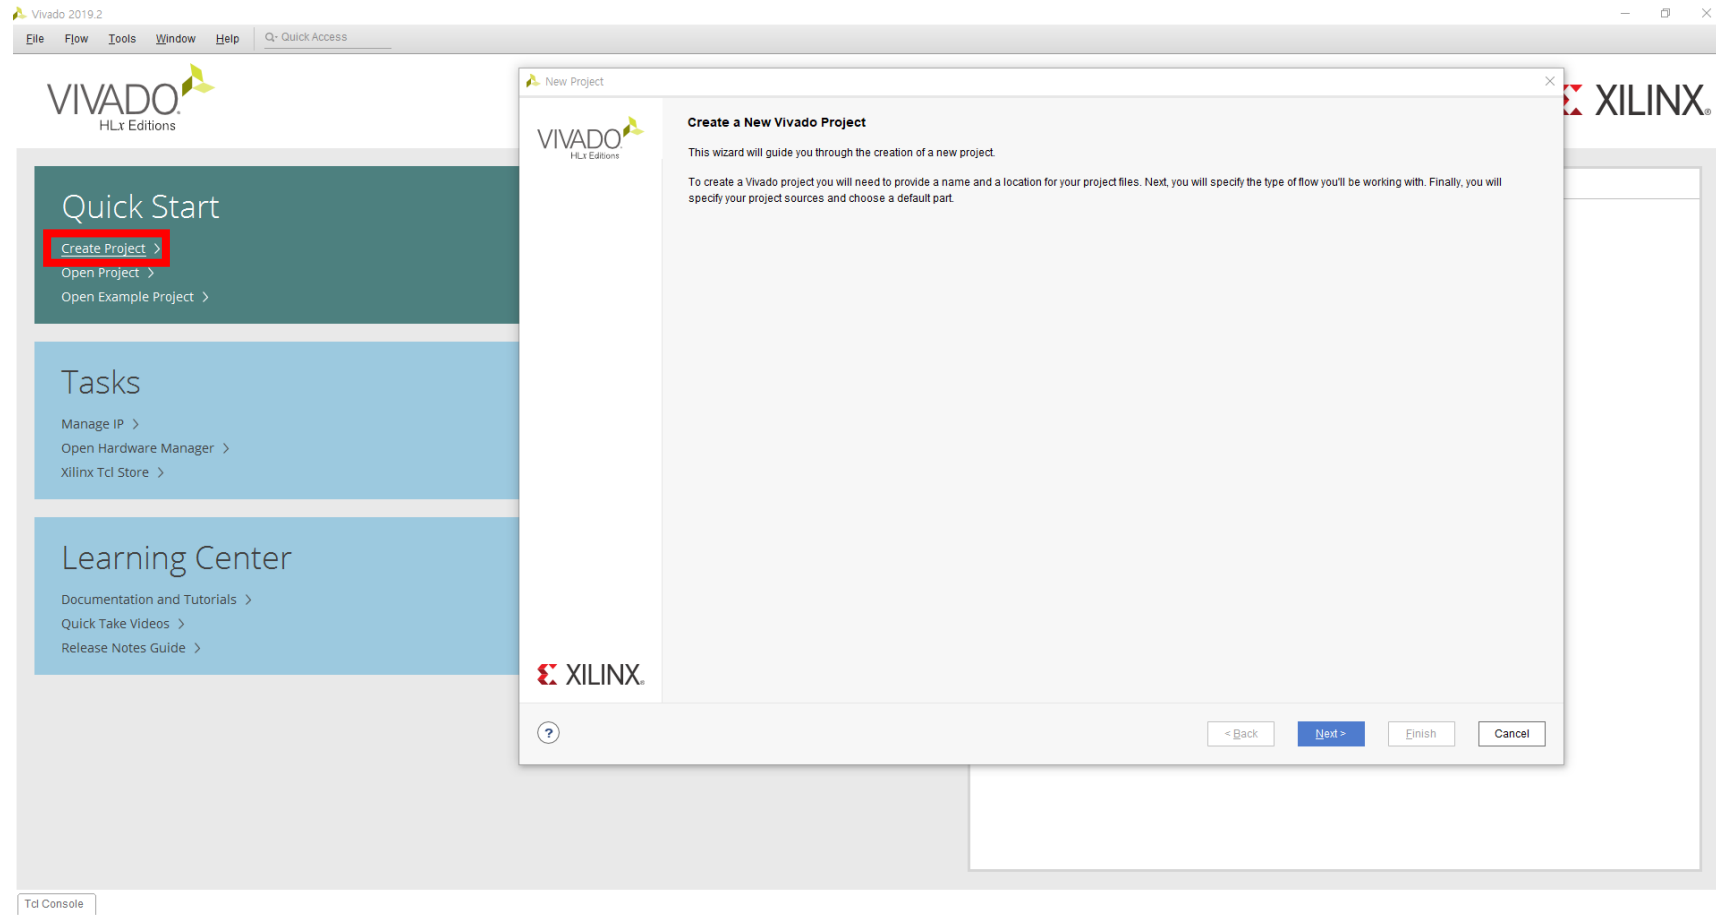 Vivado 2019.2
File Flow Tools Window Help Q- Quick Access
VIVADO.
HLx Editions
XILINX®
Quick Start
Create Project >
Open Project >
Open Example Project >
Tasks
Manage IP >
Open Hardware Manager >
Xilinx Tcl Store >
Learning Center
Documentation and Tutorials >
Quick Take Videos >
Release Notes Guide >
New Project
VIVADO.
HLx Editions
Create a New Vivado Project
This wizard will guide you through the creation of a new project.
To create a Vivado project you will need to provide a name and a location for your project files. Next, you will specify the type of flow you'll be working with. Finally, you will
specify your project sources and choose a default part.
XILINX®
? < Back Next > Finish Cancel
Tcl Console